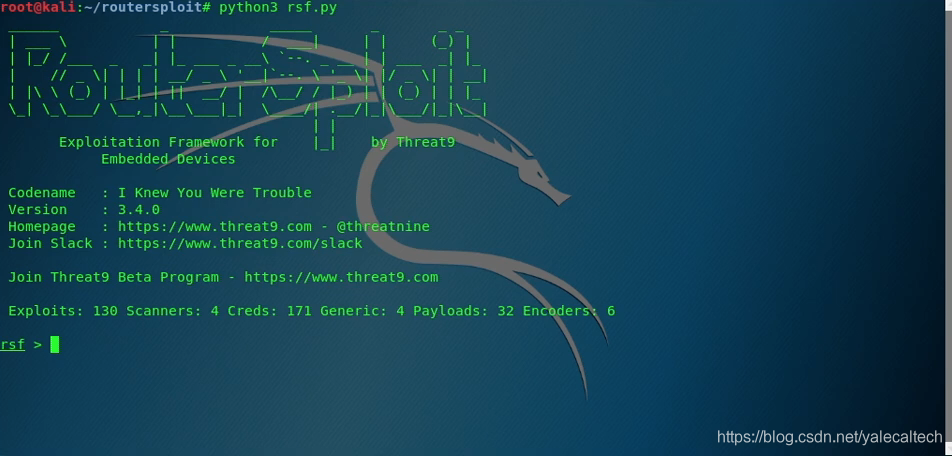 root@kali:~/routersploit# python3 rsf.py
RouterSploit
Exploitation Framework for by Threat9
Embedded Devices
Codename : I Knew You Were Trouble
Version : 3.4.0
Homepage : https://www.threat9.com - @threatnine
Join Slack : https://www.threat9.com/slack
Join Threat9 Beta Program - https://www.threat9.com
Exploits: 130 Scanners: 4 Creds: 171 Generic: 4 Payloads: 32 Encoders: 6
rsf >
https://blog.csdn.net/yalecaltech